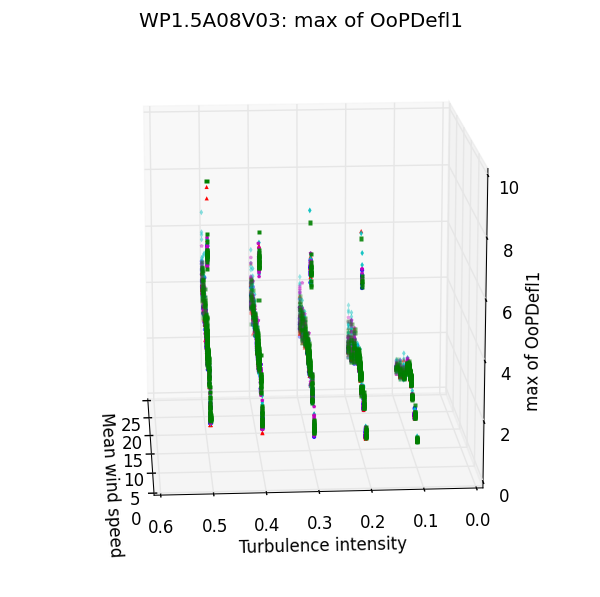 WP1.5A08V03: max of OoPDefl1
10
8
6
4
2
0
max of OoPDefl1
25
20
15
10
5
0
Mean wind speed
0.6 0.5 0.4 0.3 0.2 0.1 0.0
Turbulence intensity